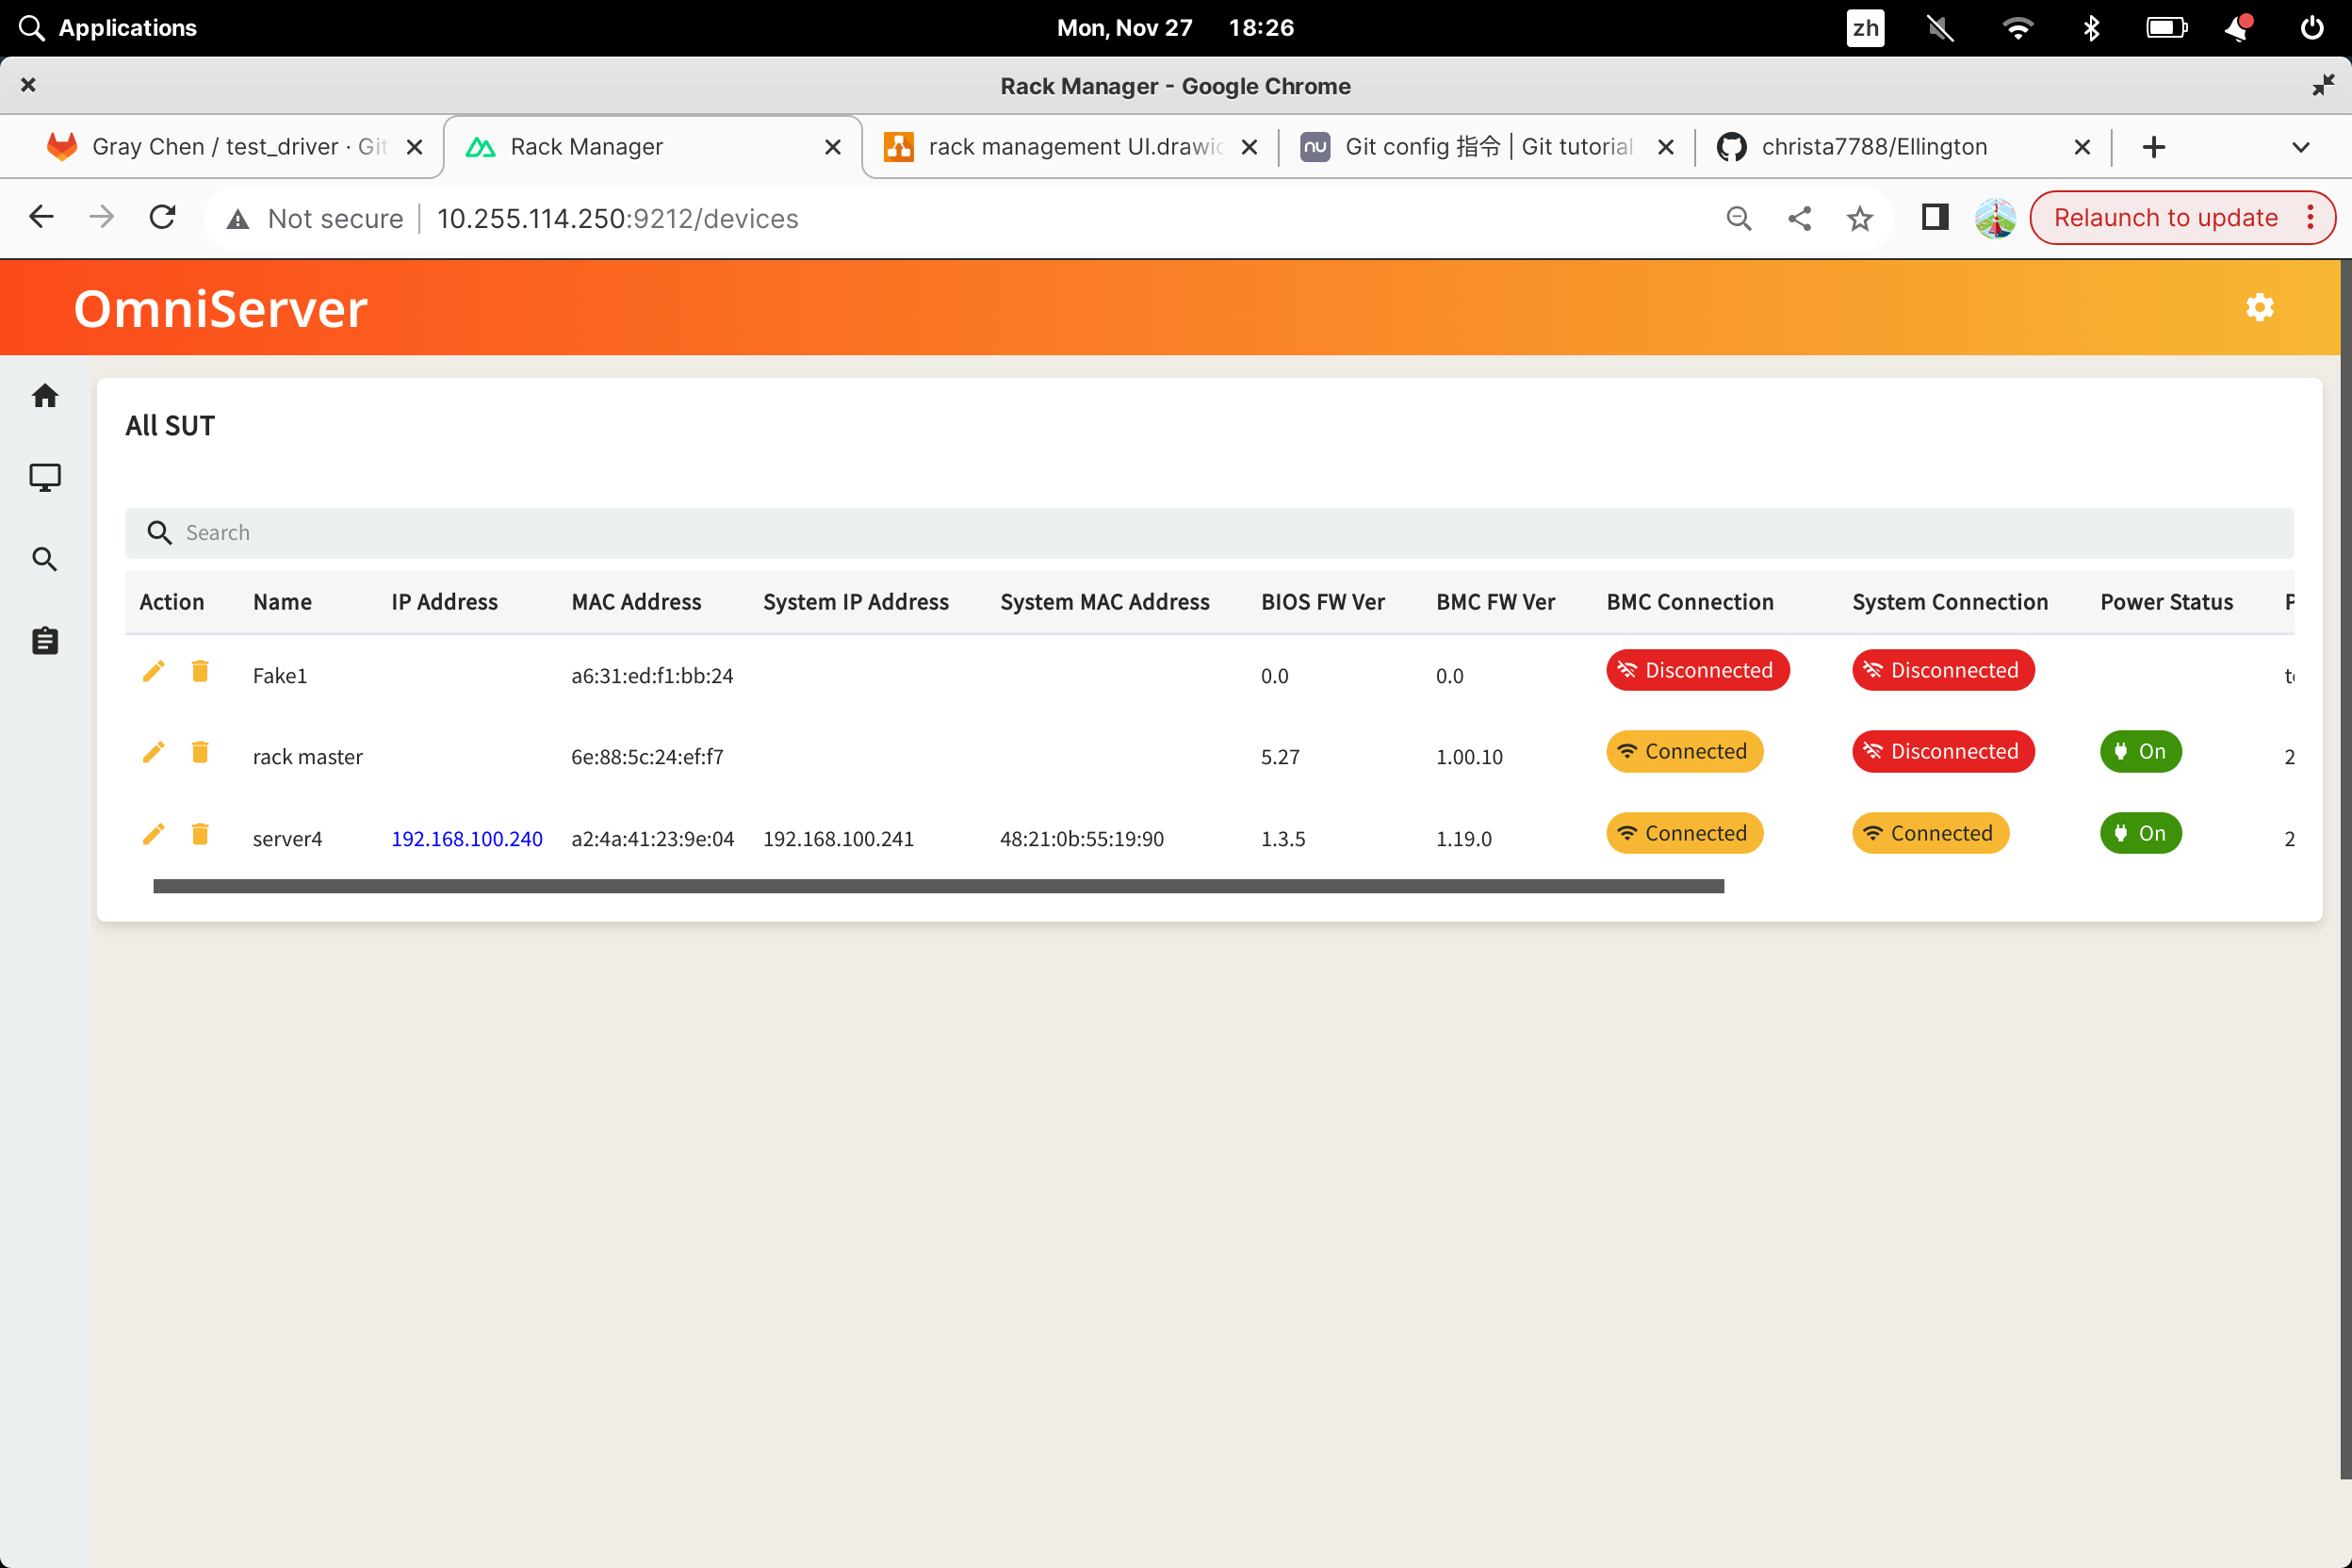 Applications Mon, Nov 27 18:26 zh
Rack Manager - Google Chrome
Gray Chen / test_driver · Git Rack Manager rack management UI.drawio Git config 指令 | Git tutorial christa7788/Ellington
Not secure 10.255.114.250:9212/devices Relaunch to update
OmniServer
All SUT
Search
Action Name IP Address MAC Address System IP Address System MAC Address BIOS FW Ver BMC FW Ver BMC Connection System Connection Power Status
Fake1 a6:31:ed:f1:bb:24 0.0 0.0 Disconnected Disconnected
rack master 6e:88:5c:24:ef:f7 5.27 1.00.10 Connected Disconnected On 2
server4 192.168.100.240 a2:4a:41:23:9e:04 192.168.100.241 48:21:0b:55:19:90 1.3.5 1.19.0 Connected Connected On 2